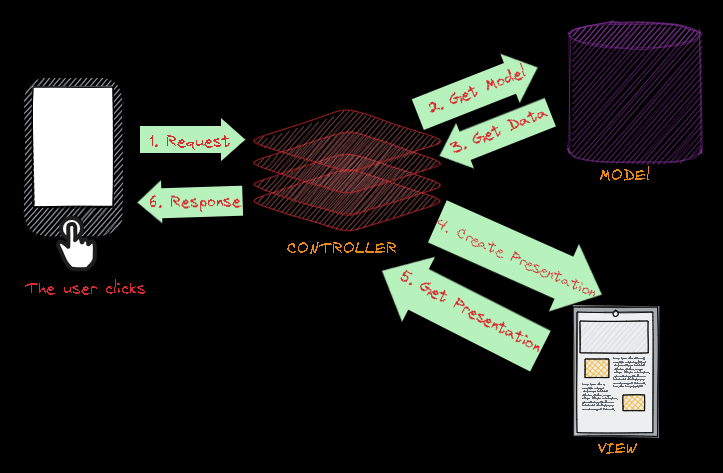 1. Request
2. Get Model
3. Get Data
MODEL
6. Response
CONTROLLER
4. Create Presentation
5. Get Presentation
The user clicks
VIEW